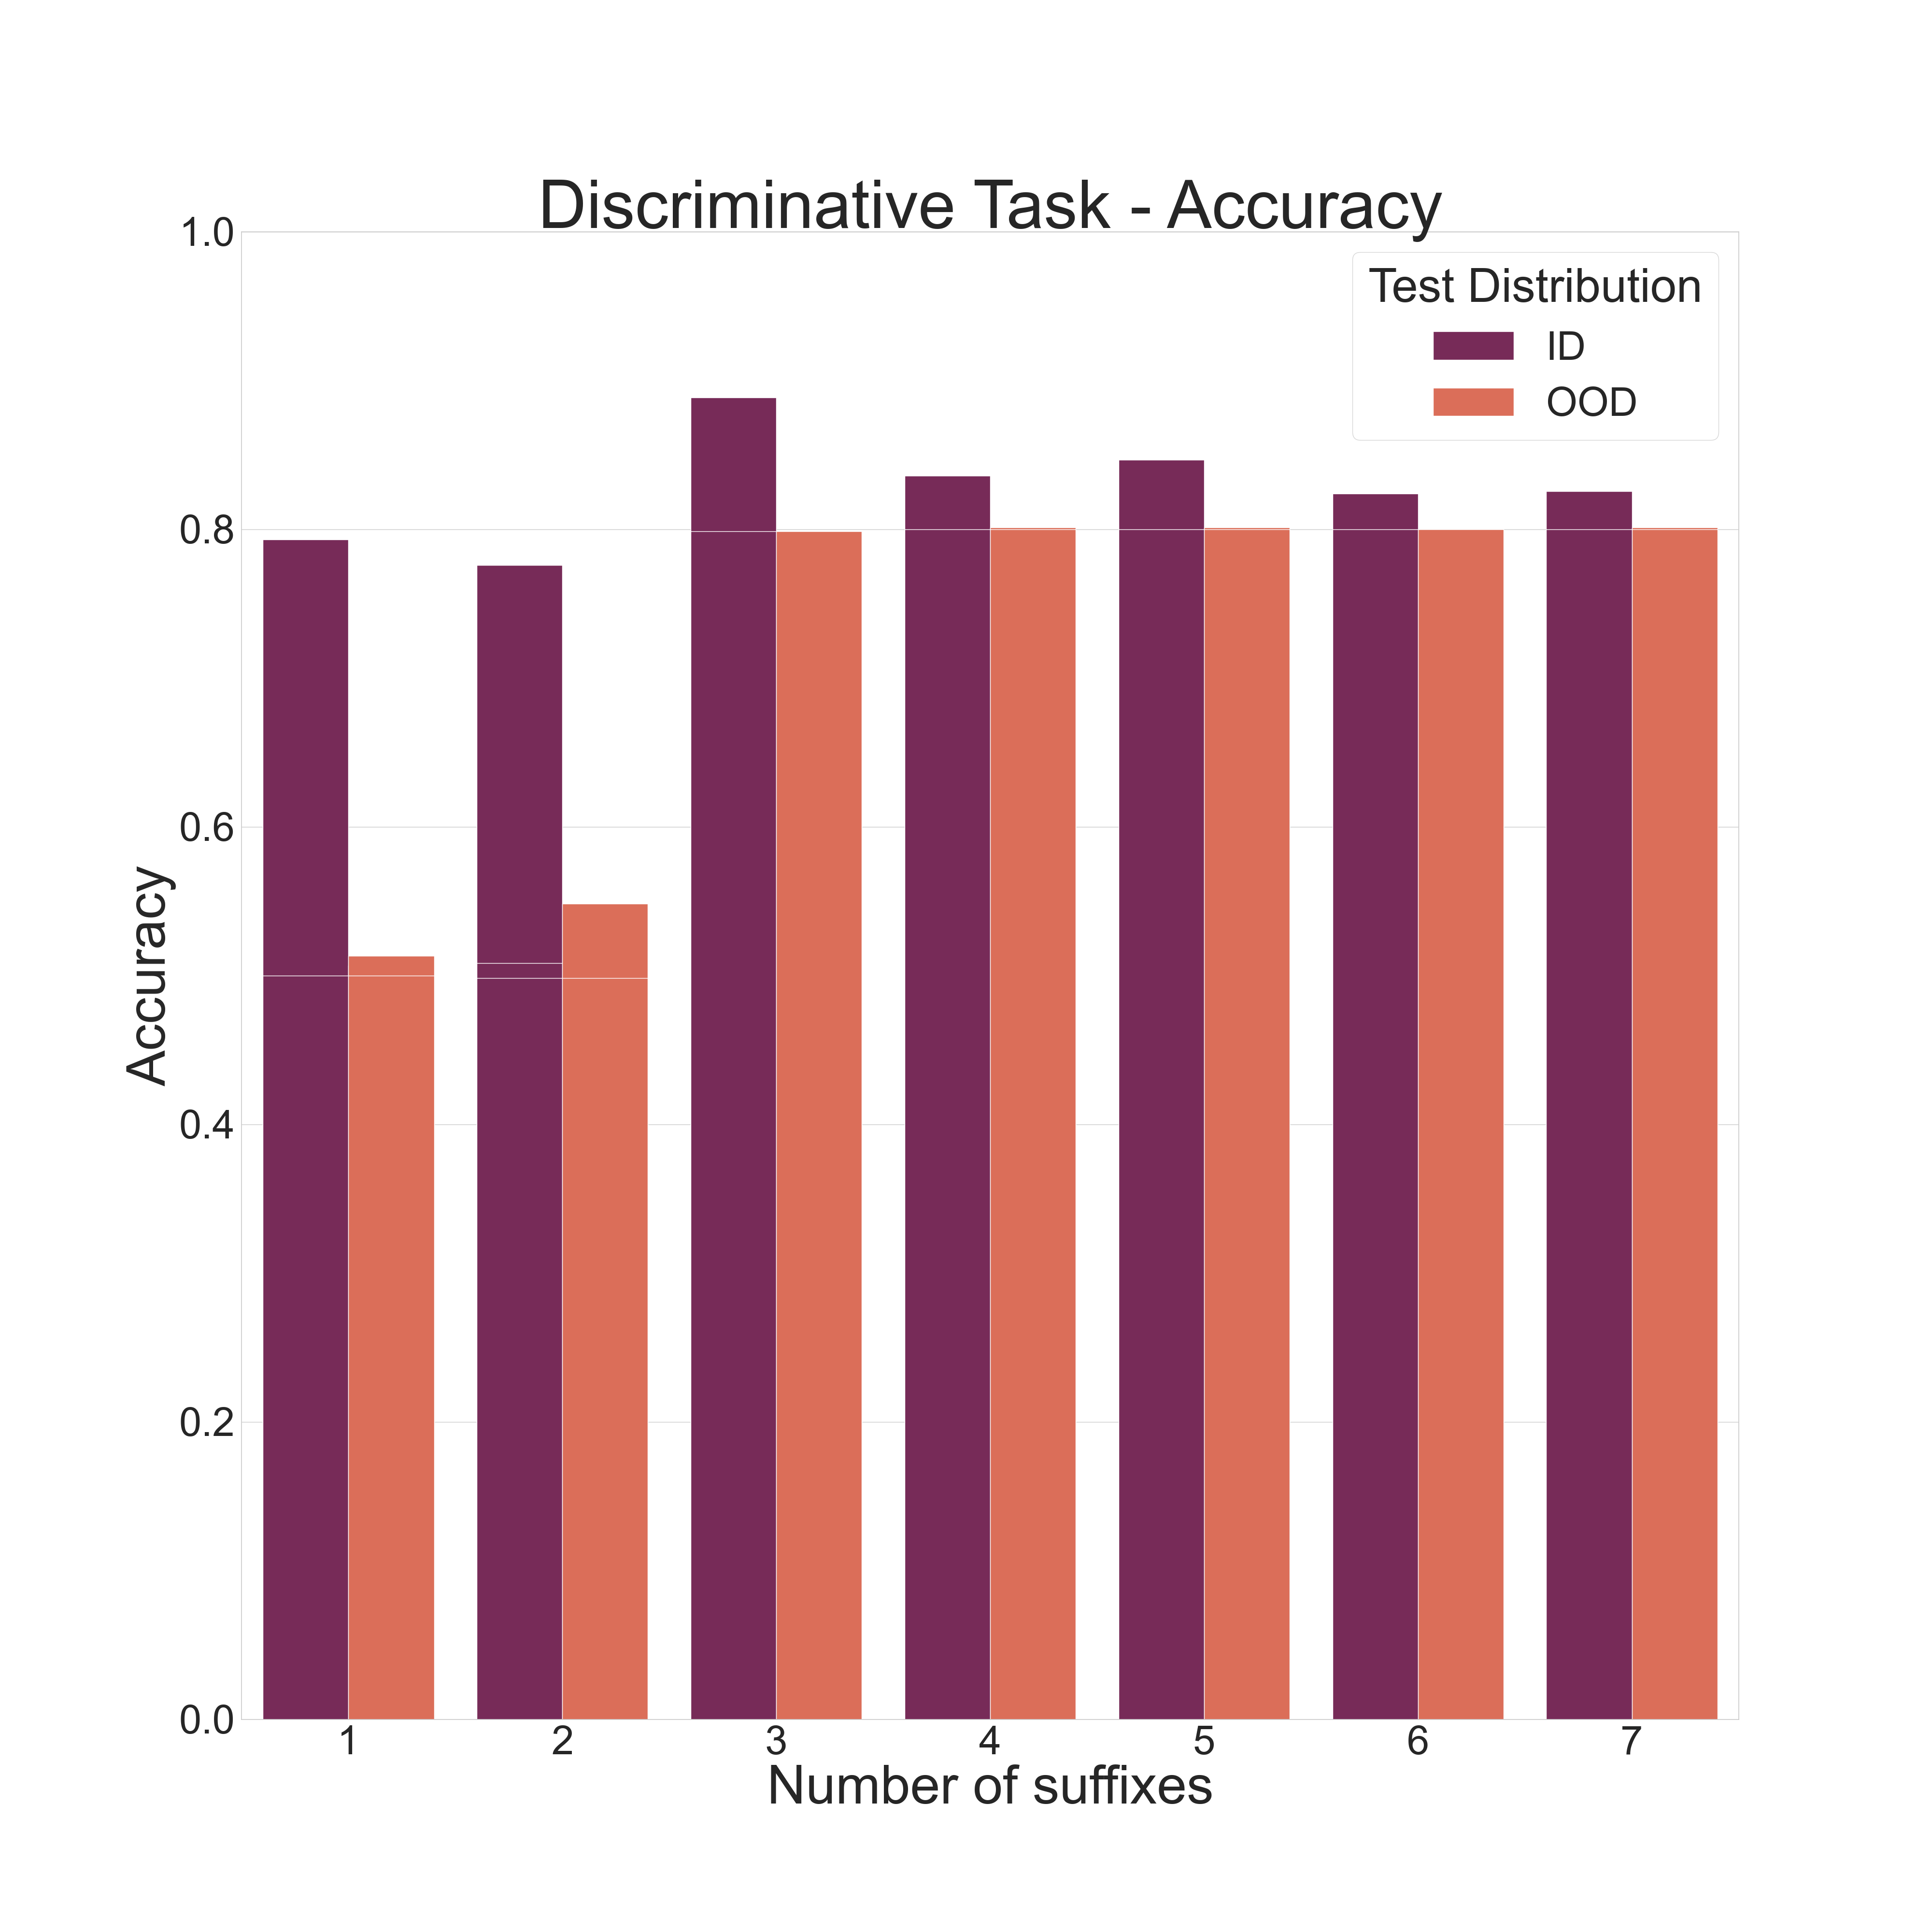 Discriminative Task - Accuracy
Test Distribution
ID
OOD
1.0
0.8
0.6
0.4
0.2
0.0
Accuracy
1 2 3 4 5 6 7
Number of suffixes